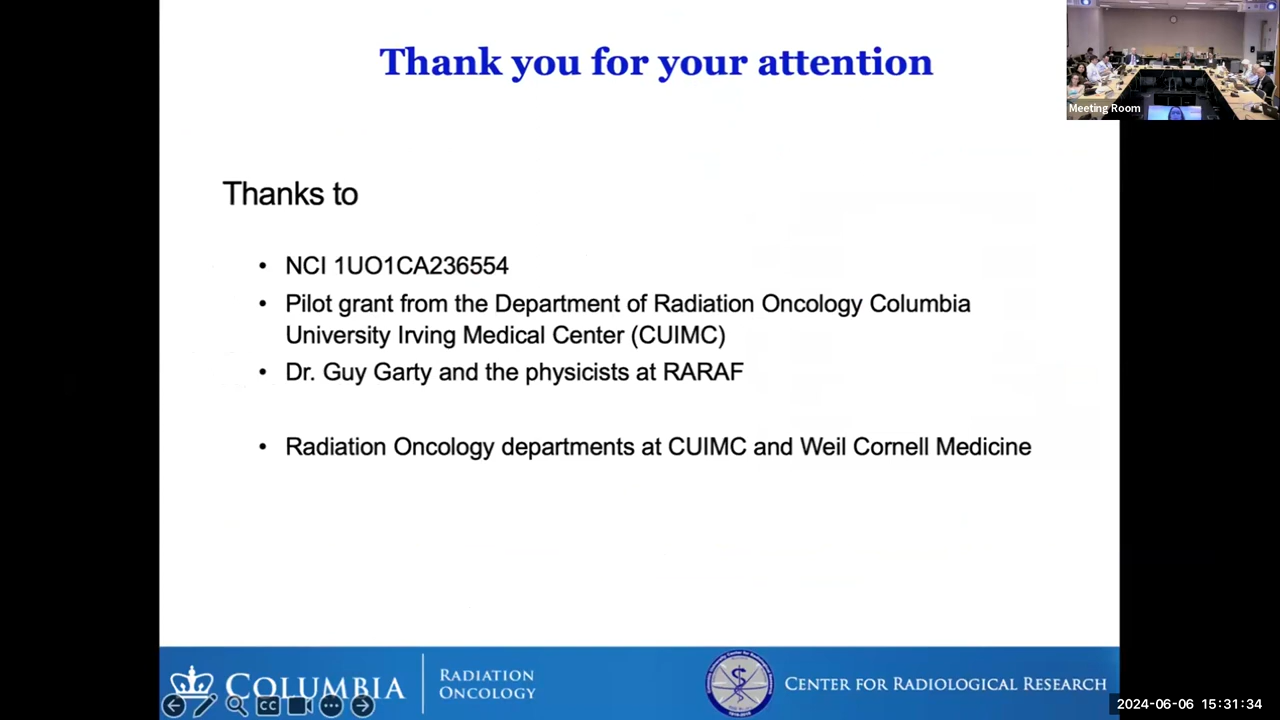 Thank you for your attention
Meeting Room
Thanks to
• NCI 1UO1CA236554
• Pilot grant from the Department of Radiation Oncology Columbia
University Irving Medical Center (CUIMC)
• Dr. Guy Garty and the physicists at RARAF
• Radiation Oncology departments at CUIMC and Weil Cornell Medicine
COLUMBIA
RADIATION
ONCOLOGY
CENTER FOR RADIOLOGICAL RESEARCH
CC
2024-06-06 15:31:34